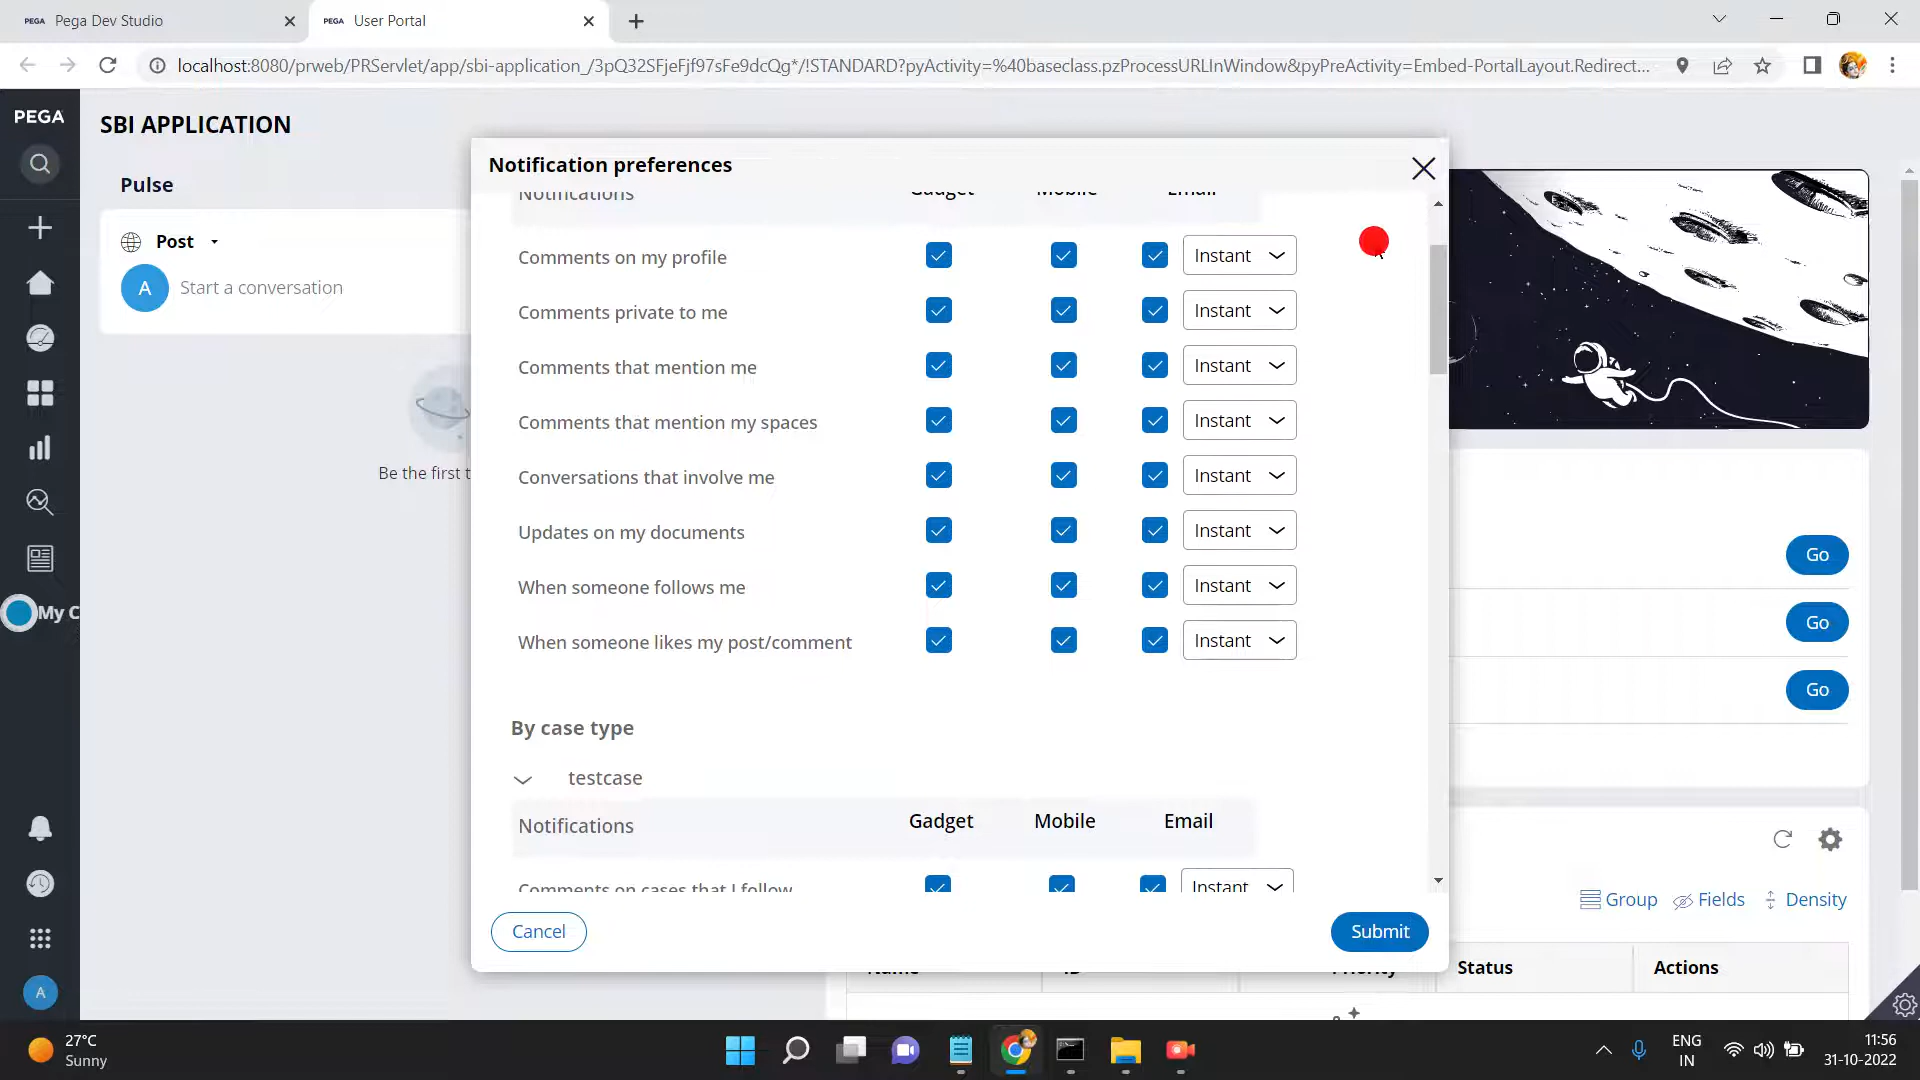 PEGA Pega Dev Studio
PEGA User Portal
localhost:8080/prweb/PRServlet/app/sbi-application_/3pQ32SFjeFjf97sFe9dcQg*/!STANDARD?pyActivity=%40baseclass.pzProcessURLInWindow&pyPreActivity=Embed-PortalLayout.Redirect...
PEGA
SBI APPLICATION
Pulse
Post
A Start a conversation
Be the first t
My C
A
Notification preferences
Notifications Gadget Mobile Email
Comments on my profile Instant
Comments private to me Instant
Comments that mention me Instant
Comments that mention my spaces Instant
Conversations that involve me Instant
Updates on my documents Instant
When someone follows me Instant
When someone likes my post/comment Instant
By case type
testcase
Notifications Gadget Mobile Email
Comments on cases that I follow Instant
Cancel Submit
Go
Go
Go
Group Fields Density
Name ID Priority Status Actions
27°C
Sunny
ENG
IN
11:56
31-10-2022